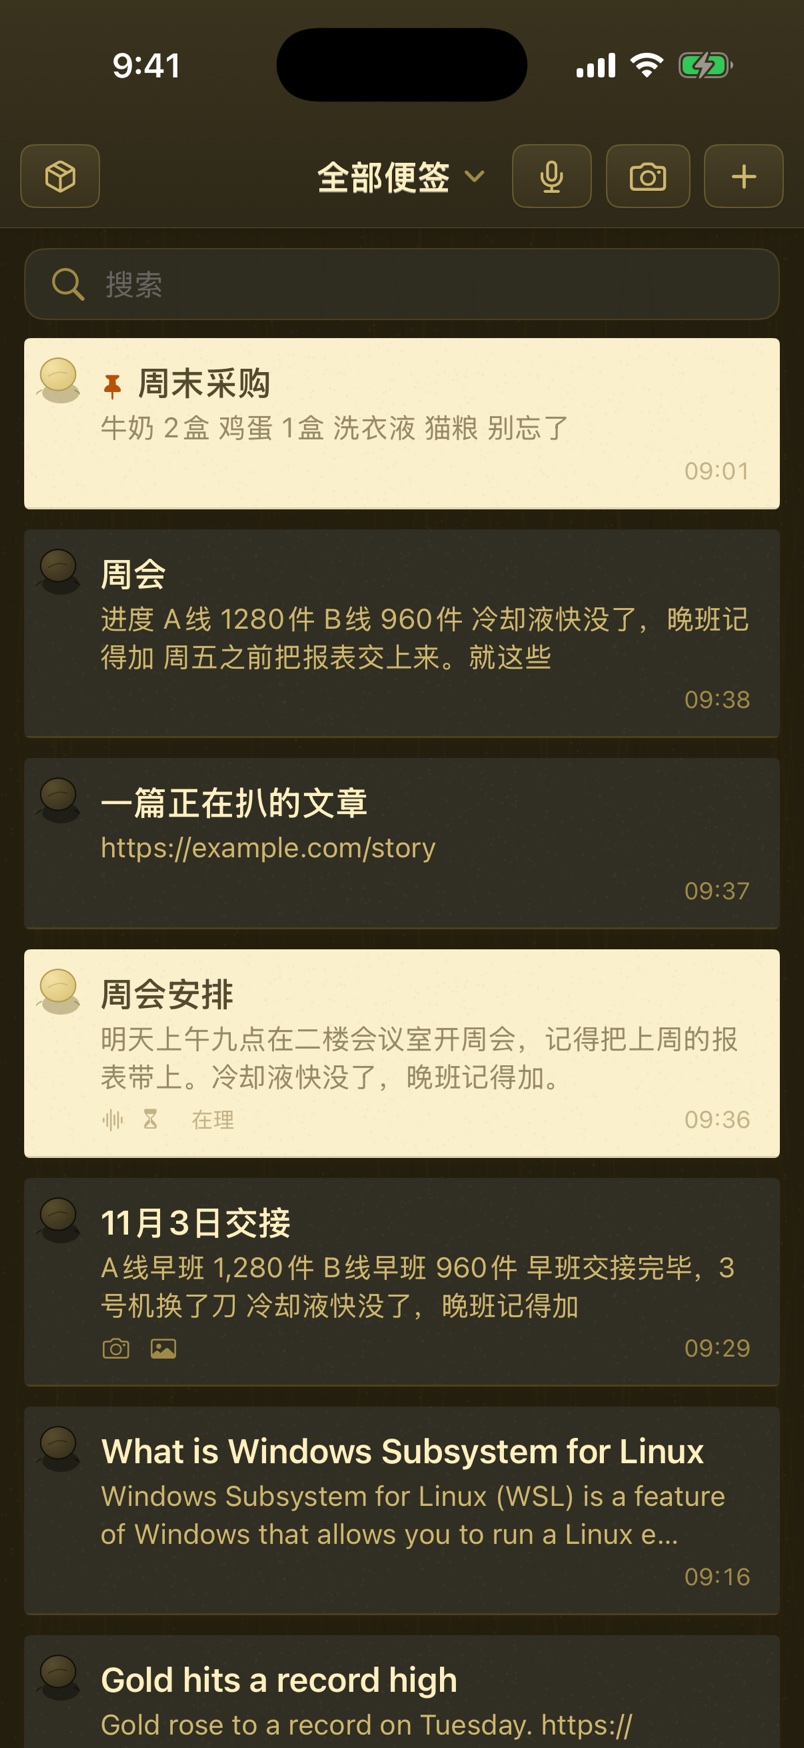 9:41
全部便签
搜索
周末采购
牛奶 2盒 鸡蛋 1盒 洗衣液 猫粮 别忘了
09:01
周会
进度 A线 1280件 B线 960件 冷却液快没了，晚班记
得加 周五之前把报表交上来。就这些
09:38
一篇正在扒的文章
https://example.com/story
09:37
周会安排
明天上午九点在二楼会议室开周会，记得把上周的报
表带上。冷却液快没了，晚班记得加。
在理
09:36
11月3日交接
A线早班 1,280件 B线早班 960件 早班交接完毕，3
号机换了刀 冷却液快没了，晚班记得加
09:29
What is Windows Subsystem for Linux
Windows Subsystem for Linux (WSL) is a feature
of Windows that allows you to run a Linux e...
09:16
Gold hits a record high
Gold rose to a record on Tuesday. https://